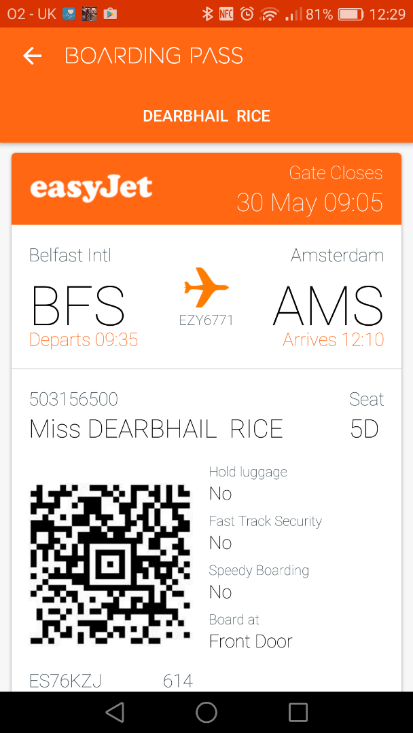 O2 - UK NFC 81% 12:29
BOARDING PASS
DEARBHAIL RICE
easyJet
Gate Closes
30 May 09:05
Belfast Intl Amsterdam
BFS AMS
EZY6771
Departs 09:35 Arrives 12:10
503156500 Seat
Miss DEARBHAIL RICE 5D
Hold luggage
No
Fast Track Security
No
Speedy Boarding
No
Board at
Front Door
ES76KZJ 614